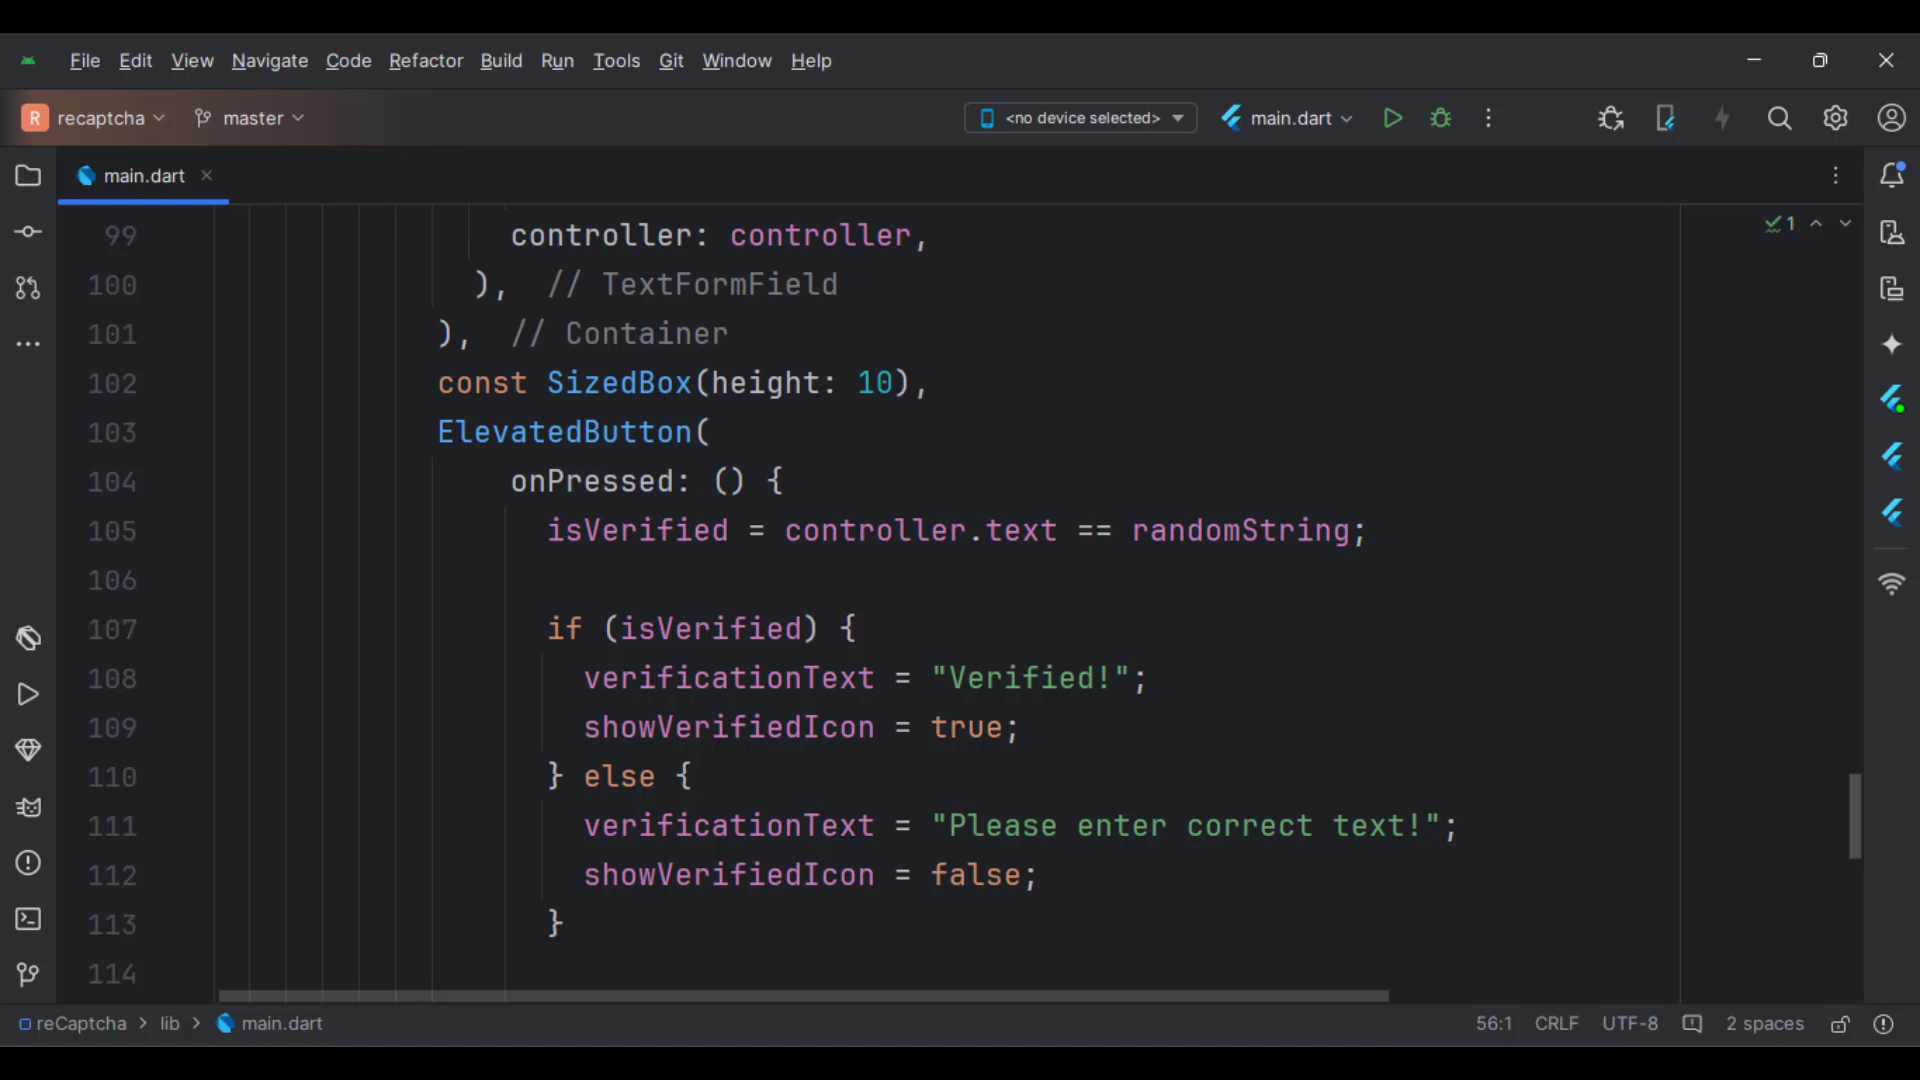 File Edit View Navigate Code Refactor Build Run Tools Git Window Help
R recaptcha master <no device selected> main.dart
main.dart
1
99 controller: controller,
100 ), // TextFormField
101 ), // Container
102 const SizedBox(height: 10),
103 ElevatedButton(
104 onPressed: () {
105 isVerified = controller.text == randomString;
106
107 if (isVerified) {
108 verificationText = "Verified!";
109 showVerifiedIcon = true;
110 } else {
111 verificationText = "Please enter correct text!";
112 showVerifiedIcon = false;
113 }
114
reCaptcha > lib > main.dart 56:1 CRLF UTF-8 2 spaces